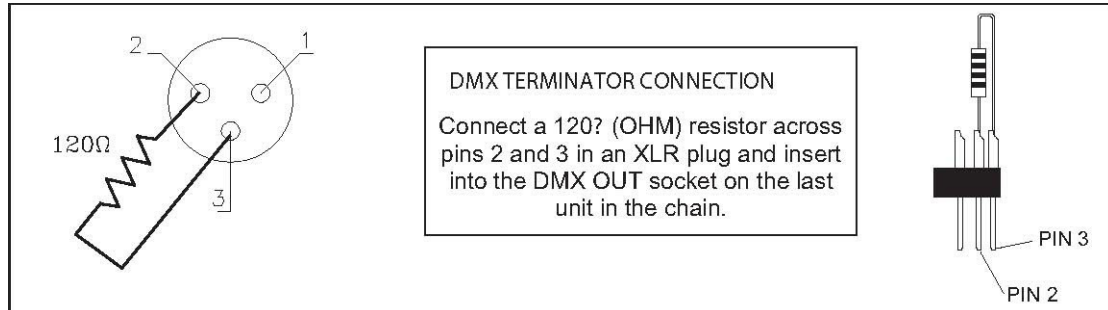 2
1
120Ω
3
DMX TERMINATOR CONNECTION
Connect a 120? (OHM) resistor across
pins 2 and 3 in an XLR plug and insert
into the DMX OUT socket on the last
unit in the chain.
PIN 3
PIN 2